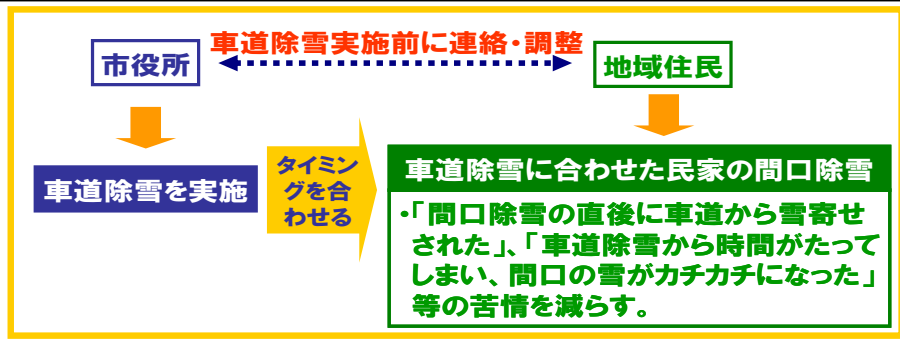 車道除雪実施前に連絡・調整
市役所
地域住民
車道除雪を実施
タイミン
グを合
わせる
車道除雪に合わせた民家の間口除雪
・「間口除雪の直後に車道から雪寄せ
された」、「車道除雪から時間がたって
しまい、間口の雪がカチカチになった」
等の苦情を減らす。